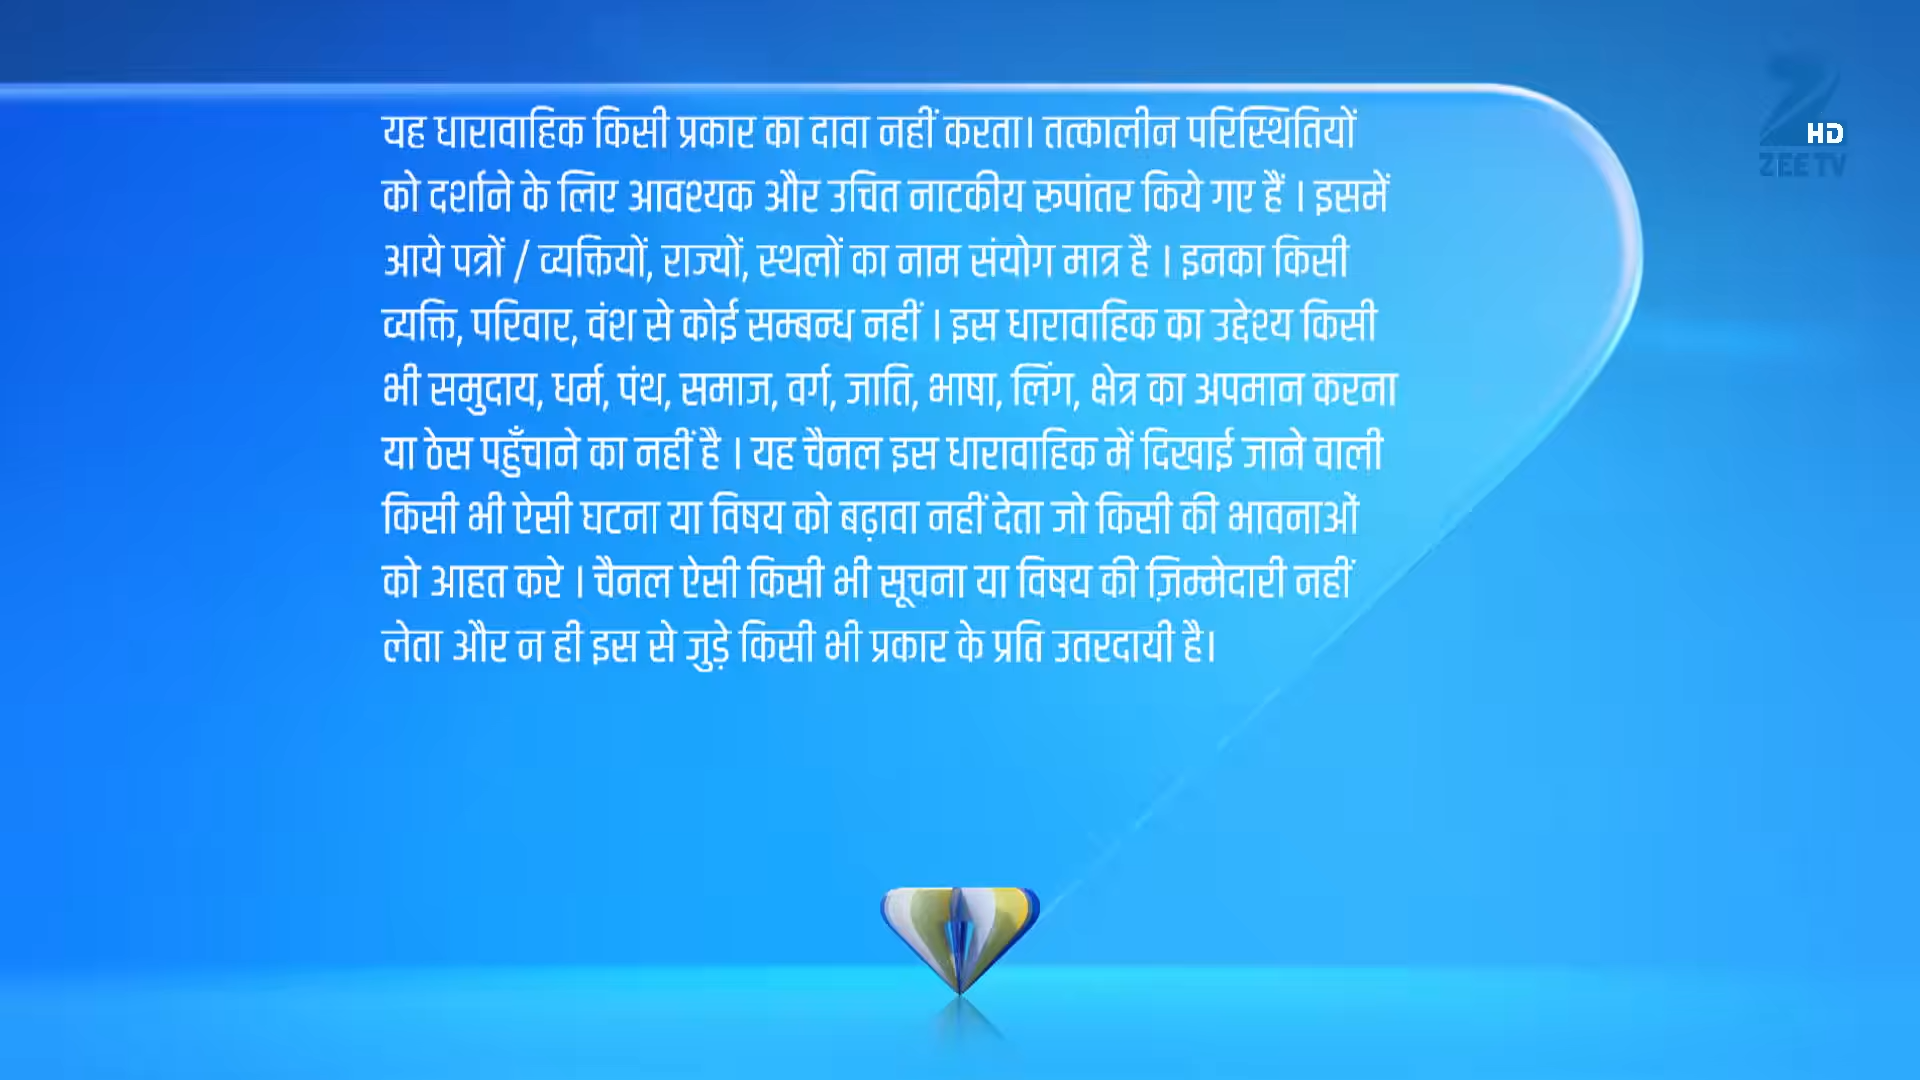 यह धारावाहिक किसी प्रकार का दावा नहीं करता। तत्कालीन परिस्थितियों
को दर्शाने के लिए आवश्यक और उचित नाटकीय रूपांतर किये गए हैं । इसमें
आये पत्रों / व्यक्तियों, राज्यों, स्थलों का नाम संयोग मात्र है । इनका किसी
व्यक्ति, परिवार, वंश से कोई सम्बन्ध नहीं । इस धारावाहिक का उद्देश्य किसी
भी समुदाय, धर्म, पंथ, समाज, वर्ग, जाति, भाषा, लिंग, क्षेत्र का अपमान करना
या ठेस पहुँचाने का नहीं है । यह चैनल इस धारावाहिक में दिखाई जाने वाली
किसी भी ऐसी घटना या विषय को बढ़ावा नहीं देता जो किसी की भावनाओं
को आहत करे । चैनल ऐसी किसी भी सूचना या विषय की ज़िम्मेदारी नहीं
लेता और न ही इस से जुड़े किसी भी प्रकार के प्रति उतरदायी है।
HD
ZEE TV